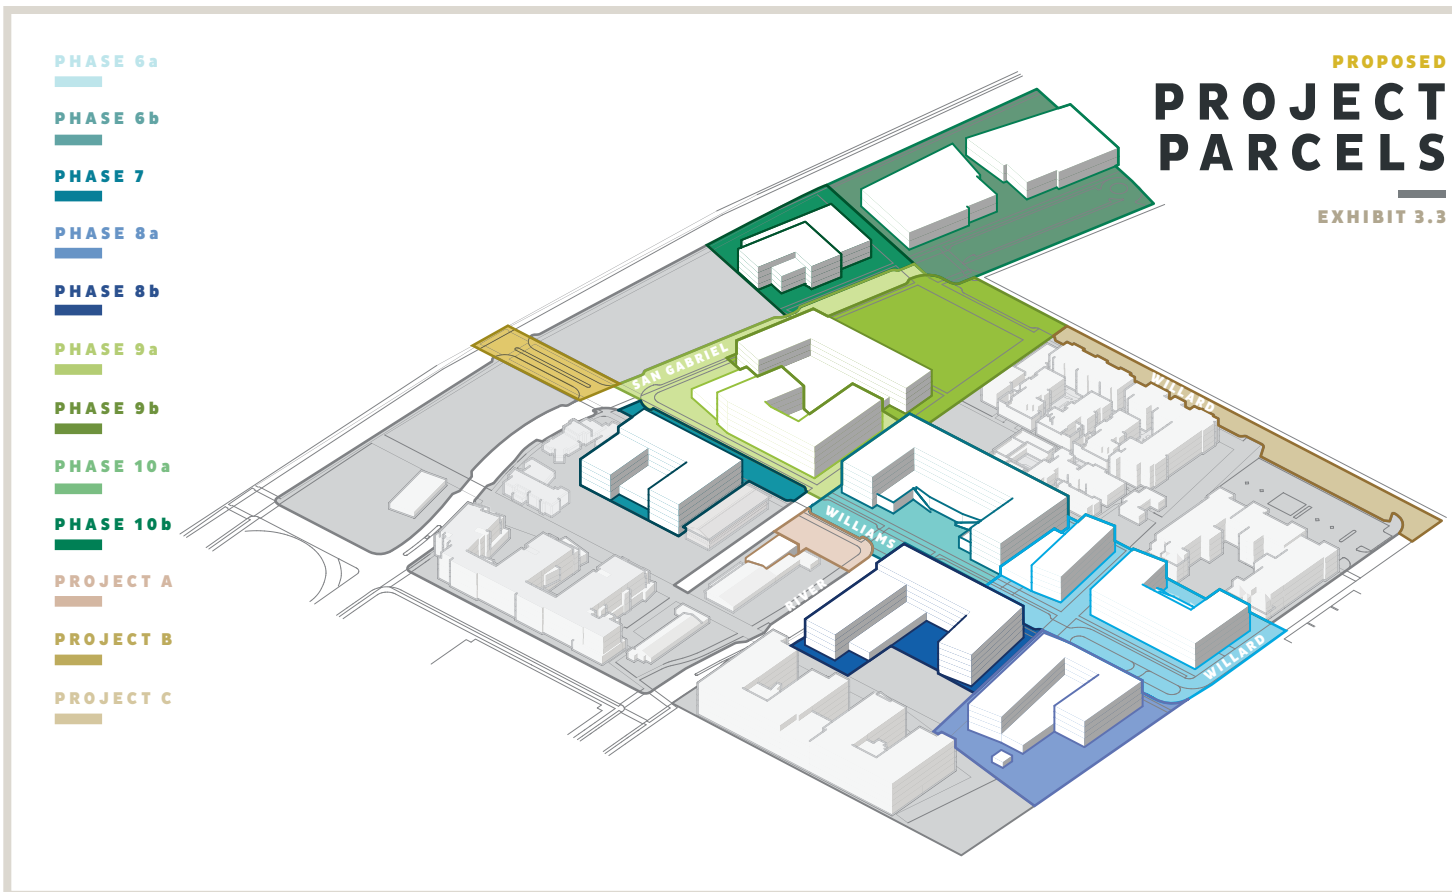 PHASE 6a
PHASE 6b
PHASE 7
PHASE 8a
PHASE 8b
PHASE 9a
PHASE 9b
PHASE 10a
PHASE 10b
PROJECT A
PROJECT B
PROJECT C
PROPOSED
PROJECT
PARCELS
EXHIBIT 3.3
SAN GABRIEL
WILLARD
WILLIAMS
RIVER
WILLARD